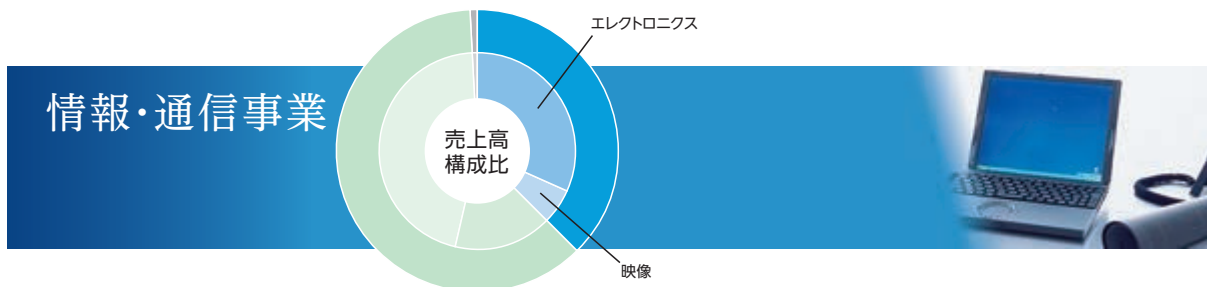 エレクトロニクス
情報・通信事業
売上高
構成比
映像